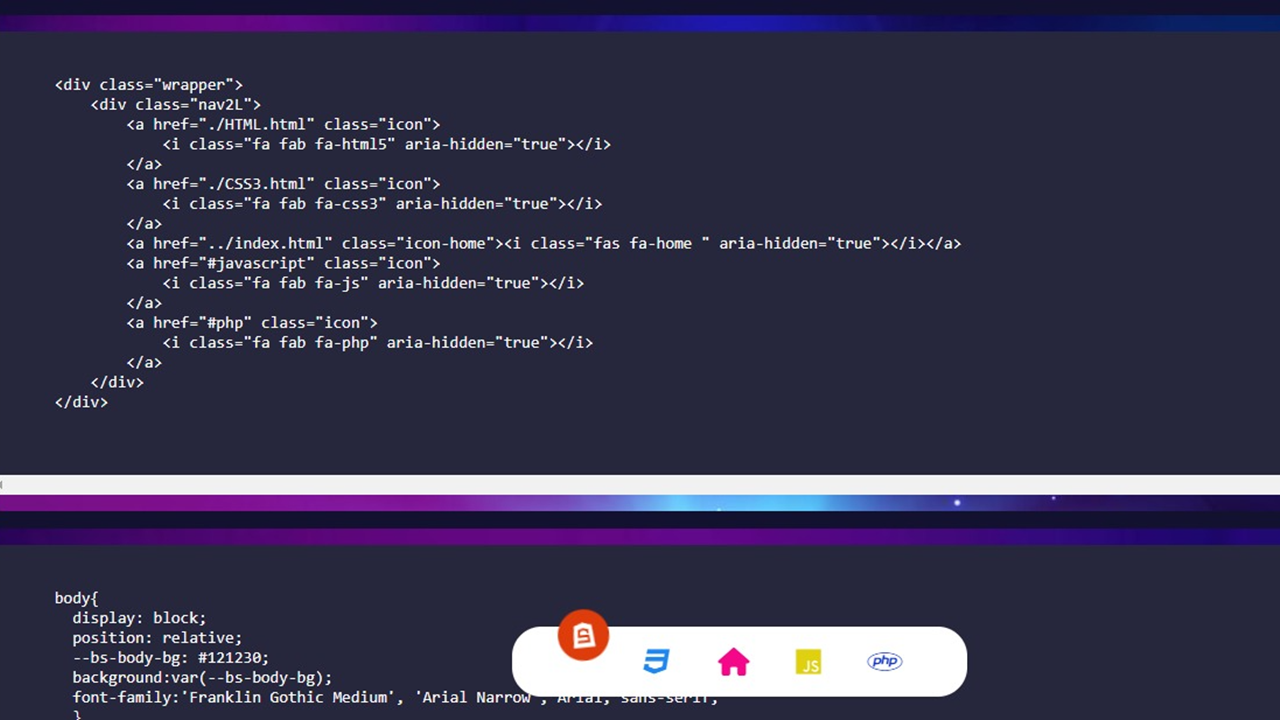 <div class="wrapper">
    <div class="nav2L">
        <a href="./HTML.html" class="icon">
            <i class="fa fab fa-html5" aria-hidden="true"></i>
        </a>
        <a href="./CSS3.html" class="icon">
            <i class="fa fab fa-css3" aria-hidden="true"></i>
        </a>
        <a href="../index.html" class="icon-home"><i class="fas fa-home " aria-hidden="true"></i></a>
        <a href="#javascript" class="icon">
            <i class="fa fab fa-js" aria-hidden="true"></i>
        </a>
        <a href="#php" class="icon">
            <i class="fa fab fa-php" aria-hidden="true"></i>
        </a>
    </div>
</div>
body{
  display: block;
  position: relative;
  --bs-body-bg: #121230;
  background:var(--bs-body-bg);
  font-family:'Franklin Gothic Medium', 'Arial Narrow', Arial, sans-serif;
  }
5
3
JS
php